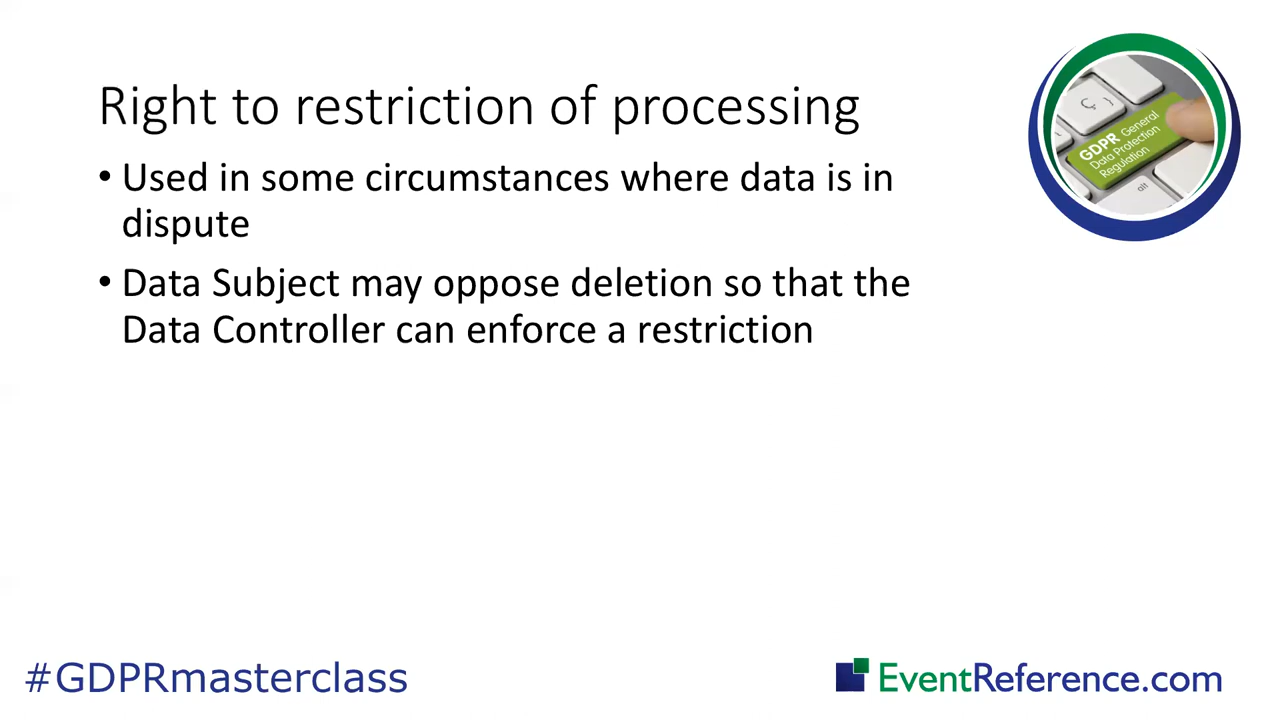 Right to restriction of processing
• Used in some circumstances where data is in
dispute
• Data Subject may oppose deletion so that the
Data Controller can enforce a restriction
Ç
GDPR General
Data Protection
Regulation
alt
#GDPRmasterclass
EventReference.com